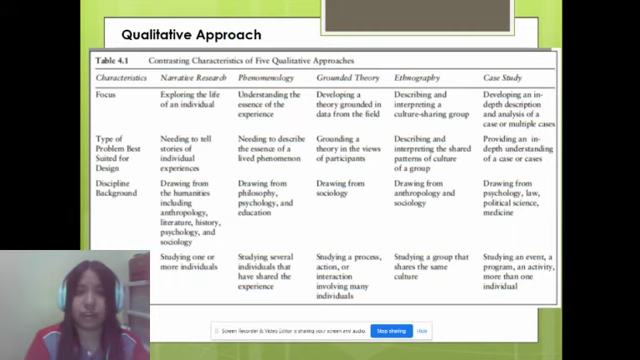 Qualitative Approach
Table 4.1 Contrasting Characteristics of Five Qualitative Approaches
Characteristics Narrative Research Phenomenology Grounded Theory Ethnography Case Study
Focus Exploring the life Understanding the Developing a Describing and Developing an in-
of an individual essence of the theory grounded in interpreting a depth description
experience data from the field culture-sharing group and analysis of a
case or multiple cases
Type of Needing to tell Needing to describe Grounding a Describing and Providing an in-
Problem Best stories of the essence of a theory in the views interpreting the shared depth understanding
Suited for individual lived phenomenon of participants patterns of culture of a case or cases
Design experiences of a group
Discipline Drawing from Drawing from Drawing from Drawing from Drawing from
Background the humanities philosophy, sociology anthropology and psychology, law,
including psychology, and sociology political science,
anthropology, education medicine
literature, history,
psychology, and
sociology
Studying one or Studying several Studying a process, Studying a group that Studying an event, a
more individuals individuals that action, or shares the same program, an activity,
have shared the interaction culture more than one
experience involving many individual
individuals
Screen Recorder & Video Editor is sharing your screen and audio. Stop sharing Hide